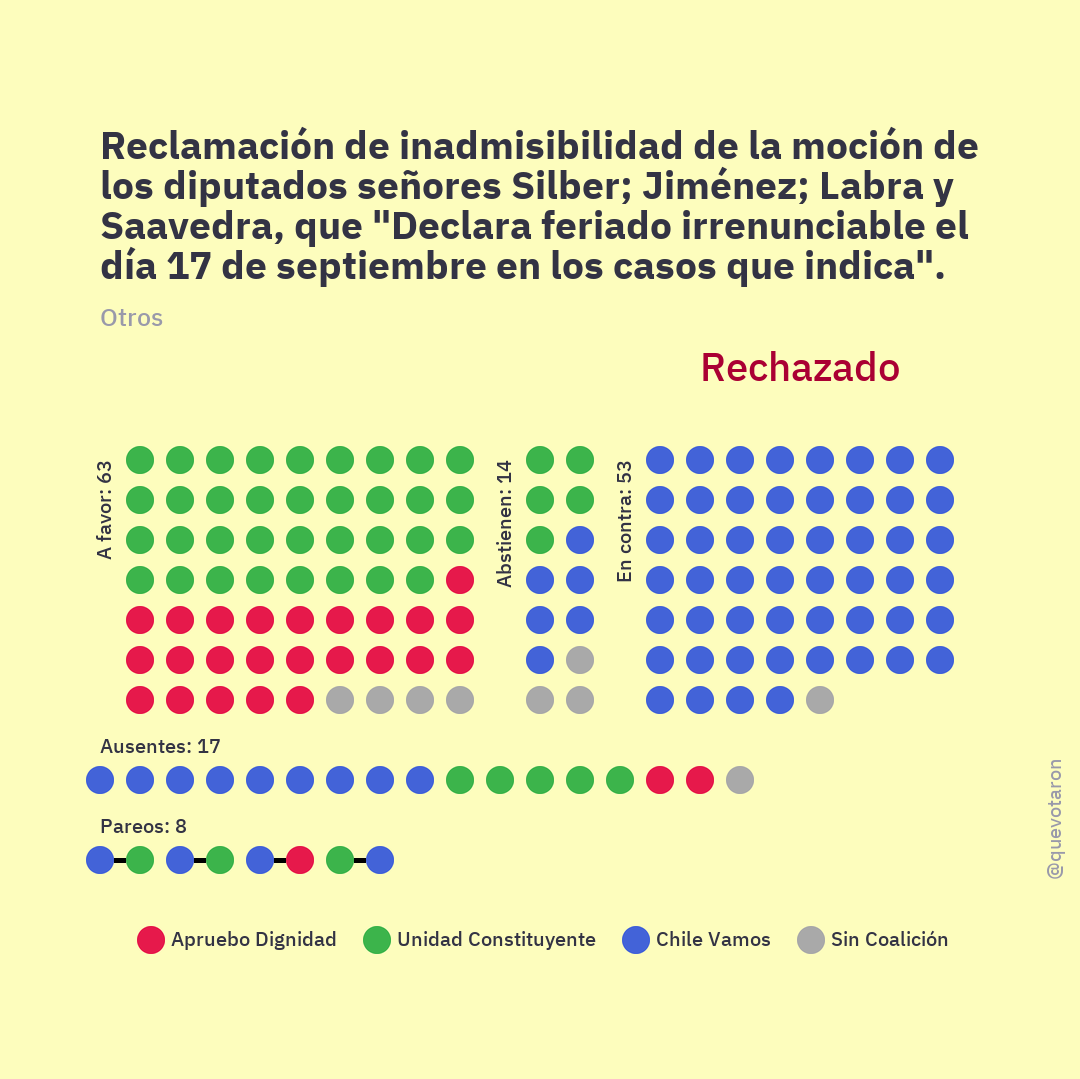 Reclamación de inadmisibilidad de la moción de
los diputados señores Silber; Jiménez; Labra y
Saavedra, que "Declara feriado irrenunciable el
día 17 de septiembre en los casos que indica".
Otros
Rechazado
A favor: 63
Abstienen: 14
En contra: 53
Ausentes: 17
Pareos: 8
@quevotaron
Apruebo Dignidad
Unidad Constituyente
Chile Vamos
Sin Coalición